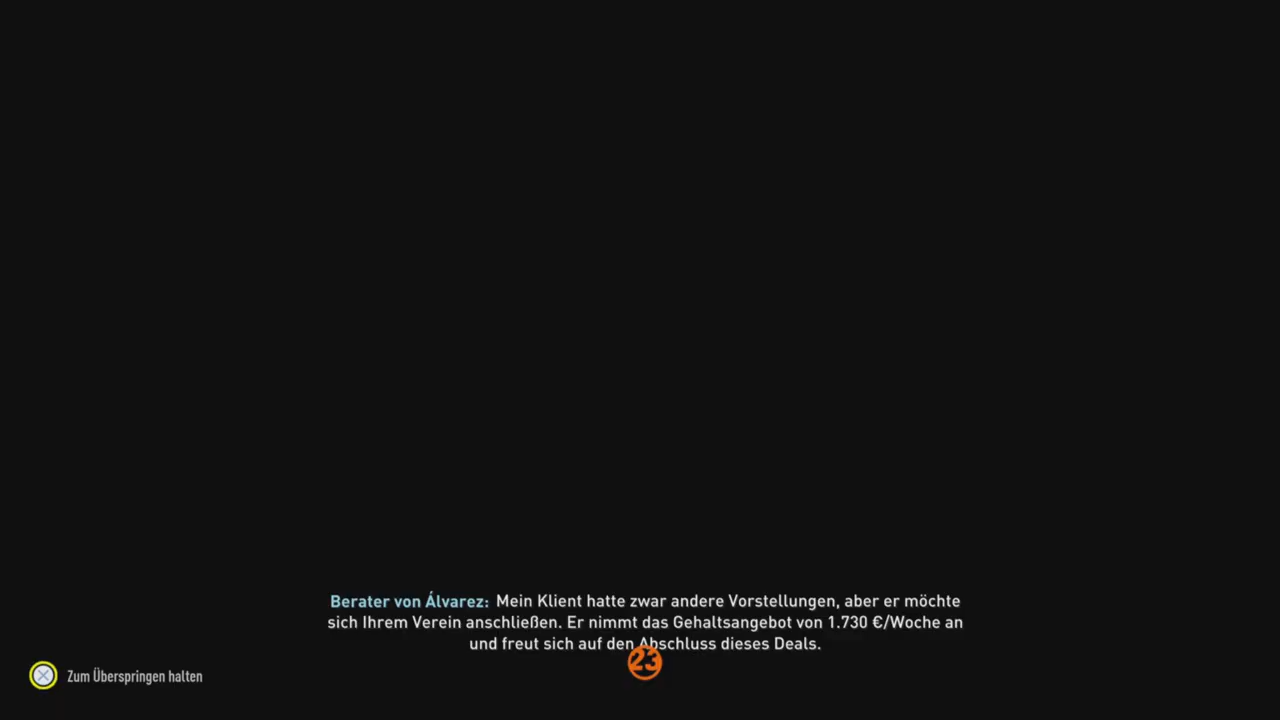 Berater von Álvarez: Mein Klient hatte zwar andere Vorstellungen, aber er möchte
sich Ihrem Verein anschließen. Er nimmt das Gehaltsangebot von 1.730 €/Woche an
und freut sich auf den Abschluss dieses Deals.
23
Zum Überspringen halten